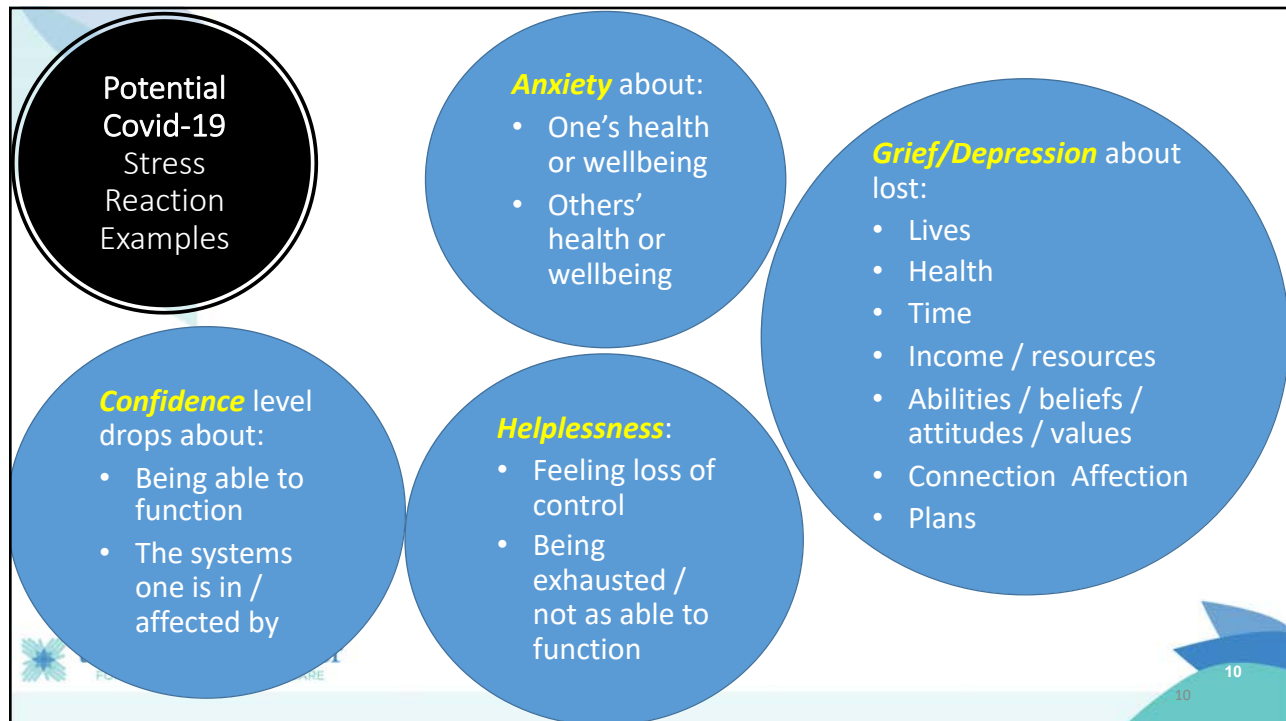 Potential
Covid-19
Stress
Reaction
Examples
Anxiety about:
• One’s health
or wellbeing
• Others’
health or
wellbeing
Grief/Depression about
lost:
• Lives
• Health
• Time
• Income / resources
• Abilities / beliefs /
attitudes / values
• Connection Affection
• Plans
Confidence level
drops about:
• Being able to
function
• The systems
one is in /
affected by
Helplessness:
• Feeling loss of
control
• Being
exhausted /
not as able to
function
10
10